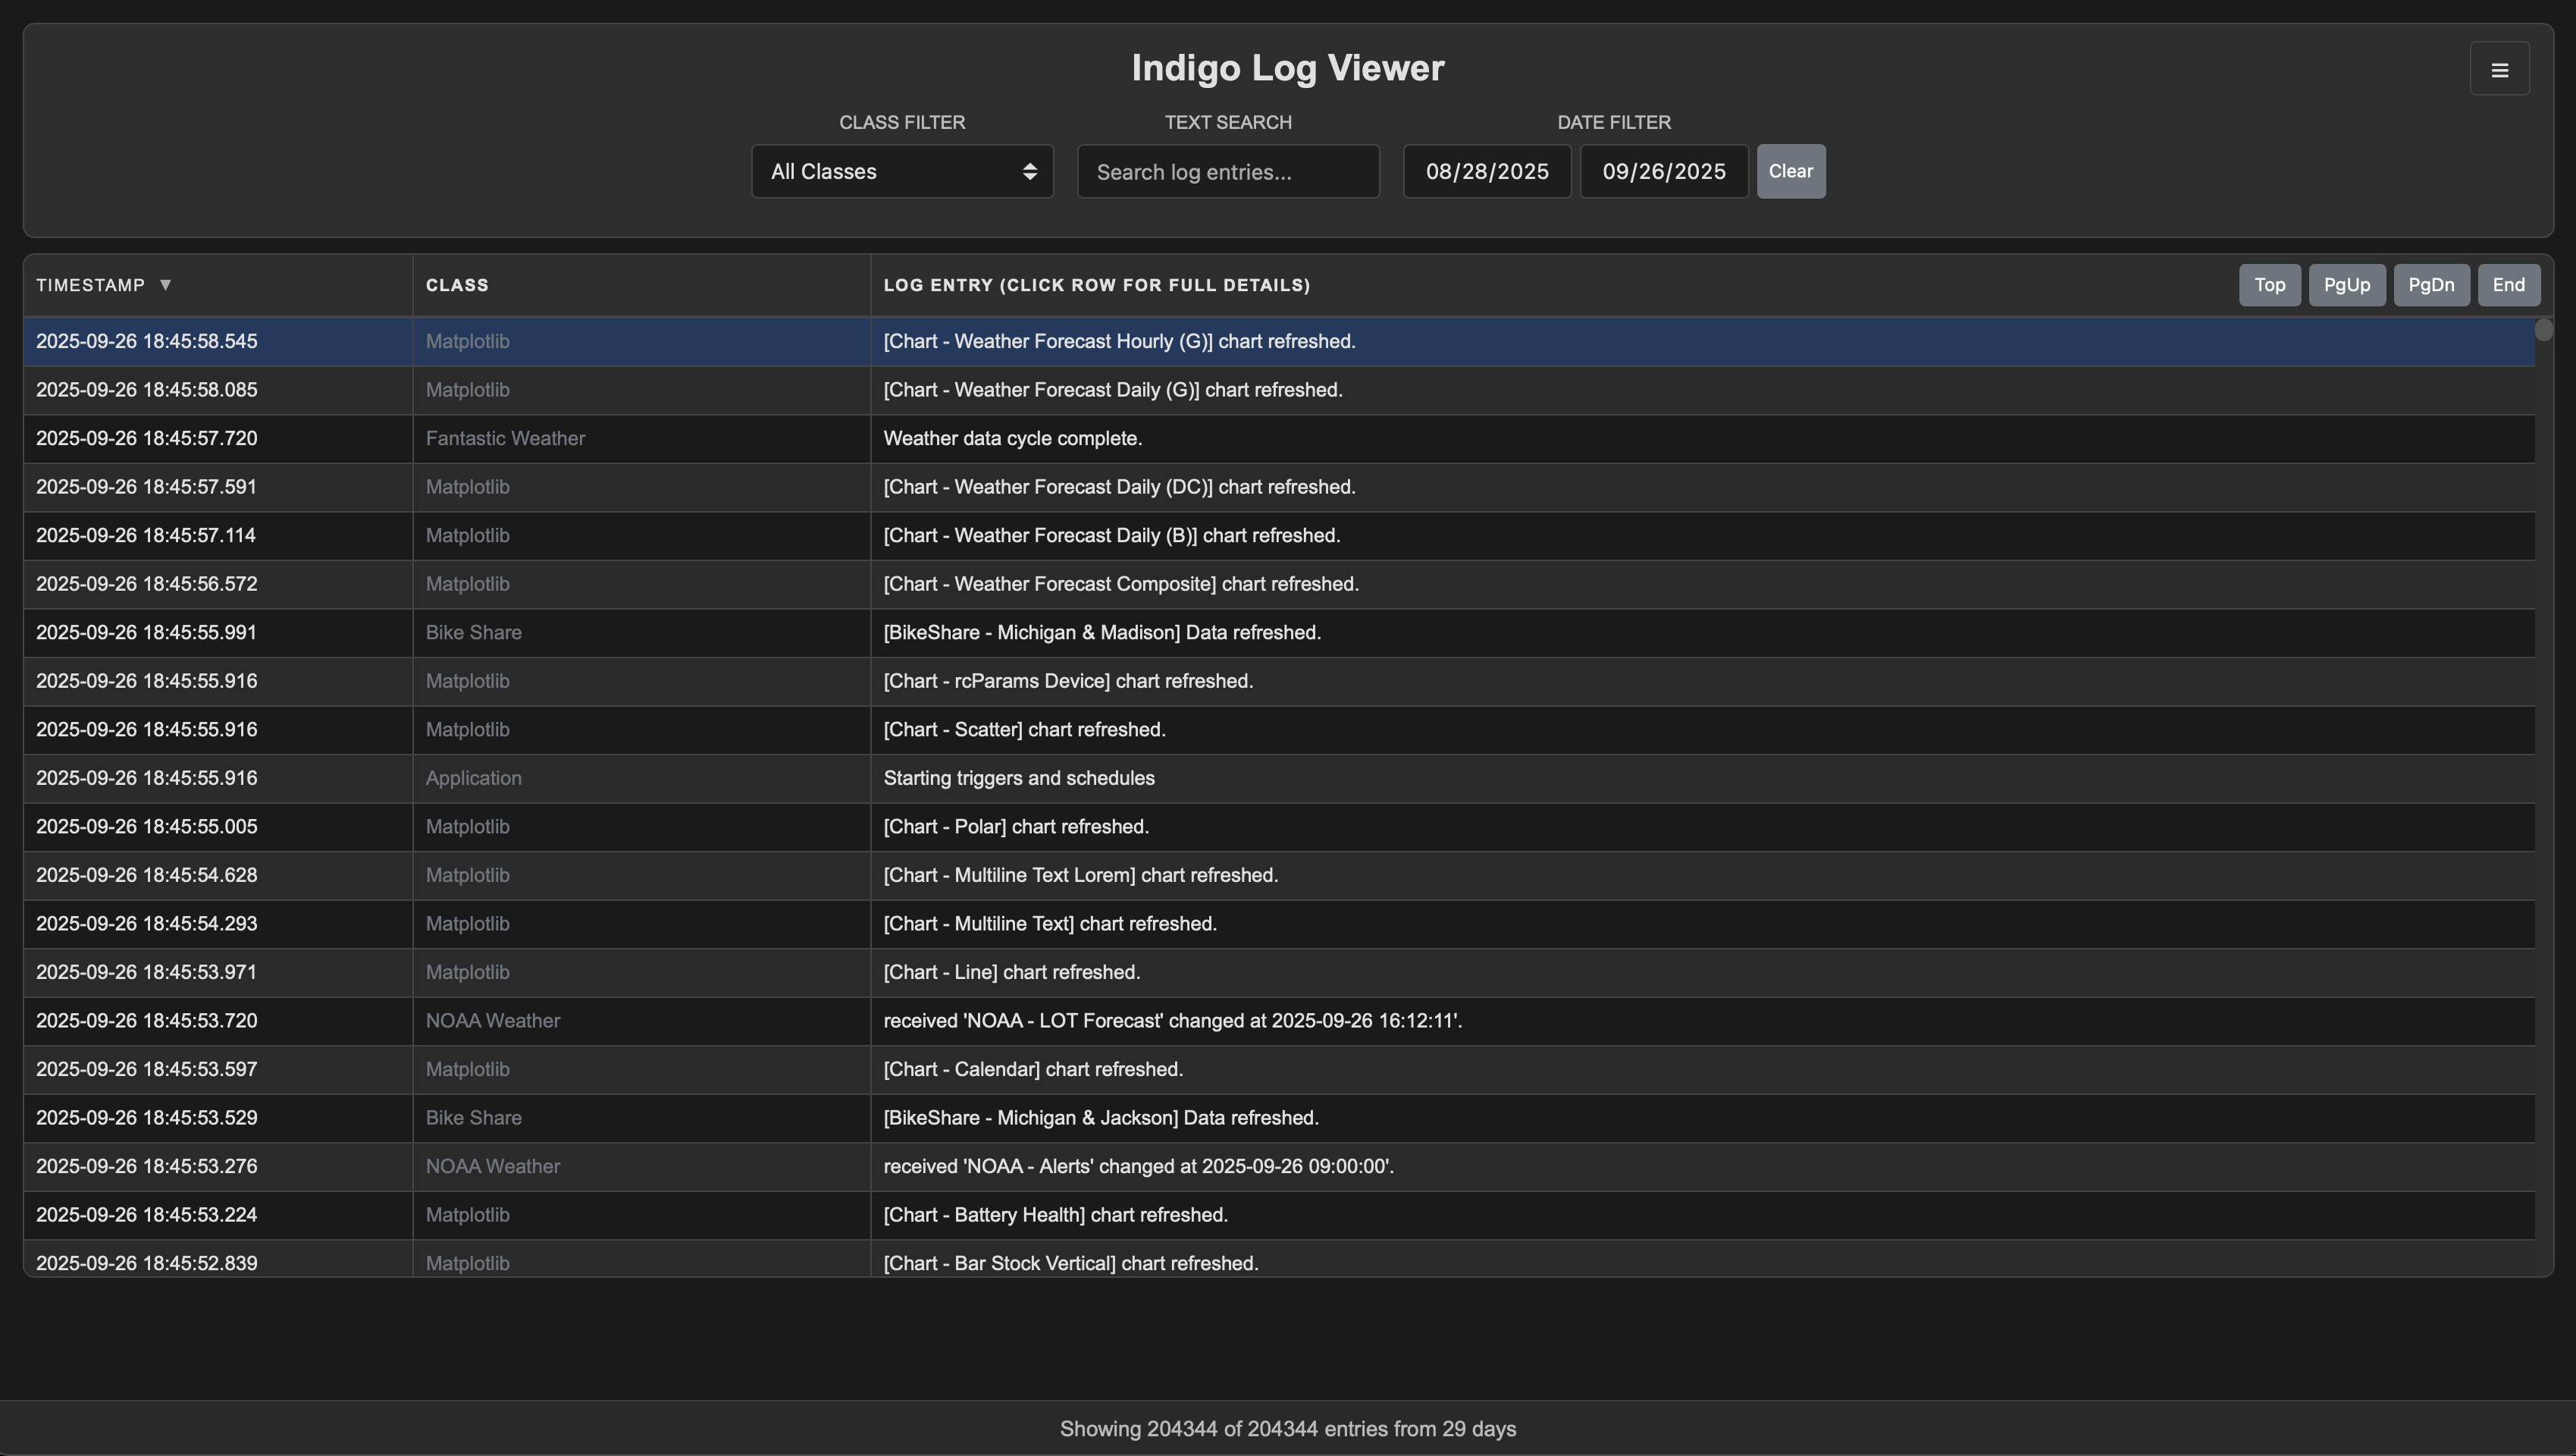 Indigo Log Viewer
CLASS FILTER TEXT SEARCH DATE FILTER
All Classes Search log entries... 08/28/2025 09/26/2025 Clear
TIMESTAMP ▼ CLASS LOG ENTRY (CLICK ROW FOR FULL DETAILS) Top PgUp PgDn End
2025-09-26 18:45:58.545 Matplotlib [Chart - Weather Forecast Hourly (G)] chart refreshed.
2025-09-26 18:45:58.085 Matplotlib [Chart - Weather Forecast Daily (G)] chart refreshed.
2025-09-26 18:45:57.720 Fantastic Weather Weather data cycle complete.
2025-09-26 18:45:57.591 Matplotlib [Chart - Weather Forecast Daily (DC)] chart refreshed.
2025-09-26 18:45:57.114 Matplotlib [Chart - Weather Forecast Daily (B)] chart refreshed.
2025-09-26 18:45:56.572 Matplotlib [Chart - Weather Forecast Composite] chart refreshed.
2025-09-26 18:45:55.991 Bike Share [BikeShare - Michigan & Madison] Data refreshed.
2025-09-26 18:45:55.916 Matplotlib [Chart - rcParams Device] chart refreshed.
2025-09-26 18:45:55.916 Matplotlib [Chart - Scatter] chart refreshed.
2025-09-26 18:45:55.916 Application Starting triggers and schedules
2025-09-26 18:45:55.005 Matplotlib [Chart - Polar] chart refreshed.
2025-09-26 18:45:54.628 Matplotlib [Chart - Multiline Text Lorem] chart refreshed.
2025-09-26 18:45:54.293 Matplotlib [Chart - Multiline Text] chart refreshed.
2025-09-26 18:45:53.971 Matplotlib [Chart - Line] chart refreshed.
2025-09-26 18:45:53.720 NOAA Weather received 'NOAA - LOT Forecast' changed at 2025-09-26 16:12:11'.
2025-09-26 18:45:53.597 Matplotlib [Chart - Calendar] chart refreshed.
2025-09-26 18:45:53.529 Bike Share [BikeShare - Michigan & Jackson] Data refreshed.
2025-09-26 18:45:53.276 NOAA Weather received 'NOAA - Alerts' changed at 2025-09-26 09:00:00'.
2025-09-26 18:45:53.224 Matplotlib [Chart - Battery Health] chart refreshed.
2025-09-26 18:45:52.839 Matplotlib [Chart - Bar Stock Vertical] chart refreshed.
Showing 204344 of 204344 entries from 29 days